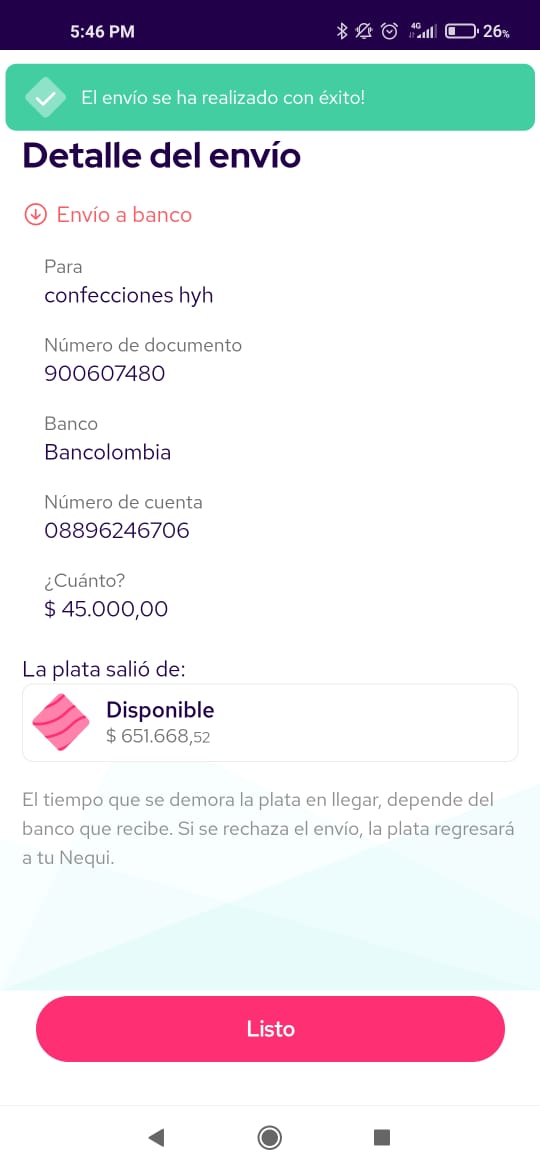 5:46 PM
4G
26%
El envío se ha realizado con éxito!
Detalle del envío
Envío a banco
Para
confecciones hyh
Número de documento
900607480
Banco
Bancolombia
Número de cuenta
08896246706
¿Cuánto?
$ 45.000,00
La plata salió de:
Disponible
$ 651.668,52
El tiempo que se demora la plata en llegar, depende del
banco que recibe. Si se rechaza el envío, la plata regresará
a tu Nequi.
Listo